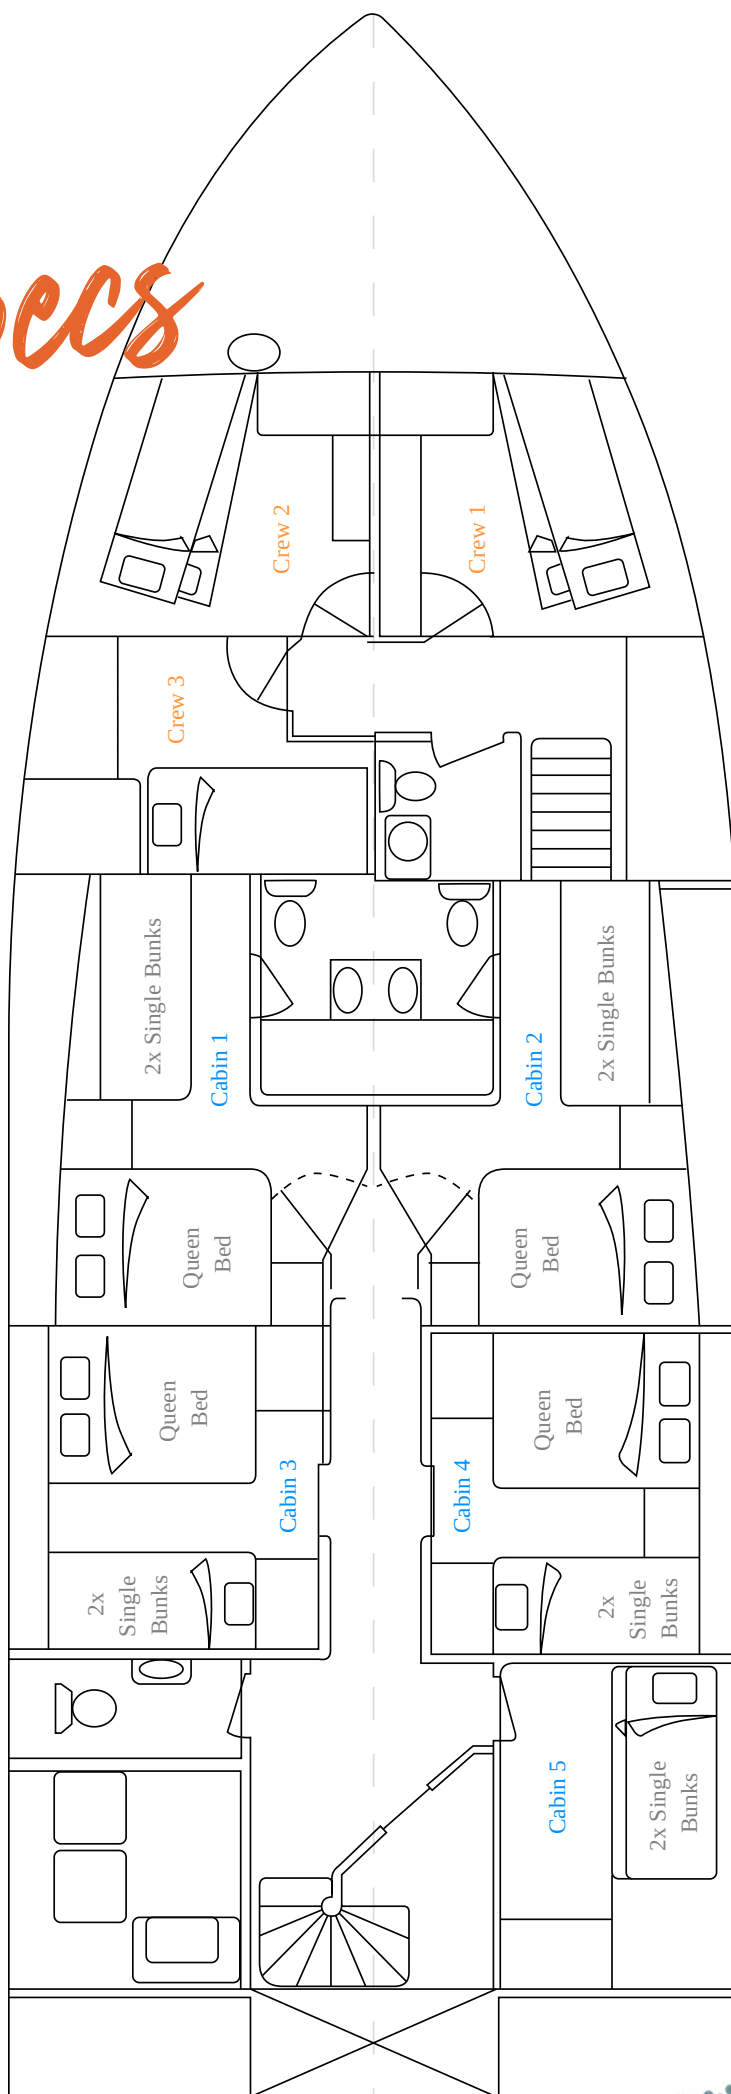 ecs
Crew 2
Crew 1
Crew 3
2x Single Bunks
Cabin 1
Cabin 2
2x Single Bunks
Queen
Bed
Queen
Bed
Queen
Bed
Queen
Bed
Cabin 3
Cabin 4
2x
Single
Bunks
2x
Single
Bunks
Cabin 5
2x Single
Bunks